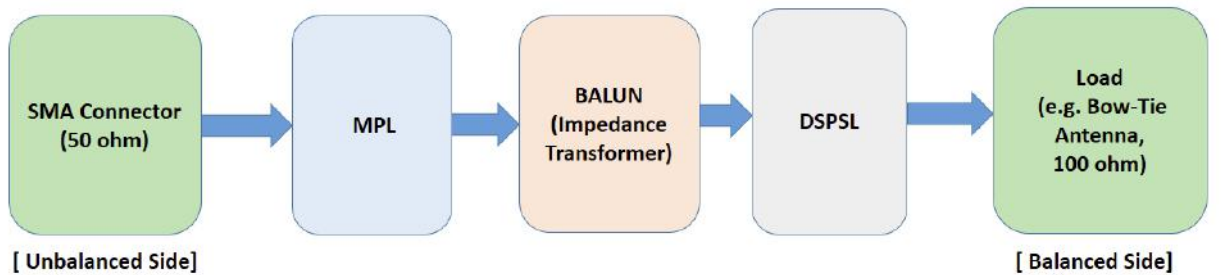 SMA Connector
(50 ohm)
MPL
BALUN
(Impedance
Transformer)
DSPSL
Load
(e.g. Bow-Tie
Antenna,
100 ohm)
[ Unbalanced Side]
[ Balanced Side]